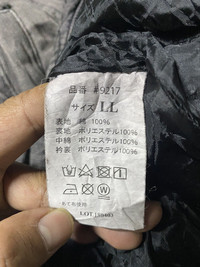 品番 #9217
サイズ LL
表地 綿 100%
裏地 ポリエステル100%
中綿 ポリエステル100%
衿裏 ポリエステル100%